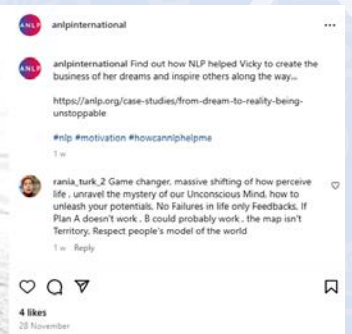 ANLP
anlpinternational
ANLP
anlpinternational Find out how NLP helped Vicky to create the
business of her dreams and inspire others along the way...
https://anlp.org/case-studies/from-dream-to-reality-being-
unstoppable
#nlp #motivation #howcannlphelpme
1 w
rania_turk_2 Game changer, massive shifting of how perceive
life , unravel the mystery of our Unconscious Mind, how to
unleash your potentials. No Failures in life only Feedbacks. If
Plan A doesn't work , B could probably work , the map isn't
Territory. Respect people's model of the world
1 w Reply
4 likes
28 November